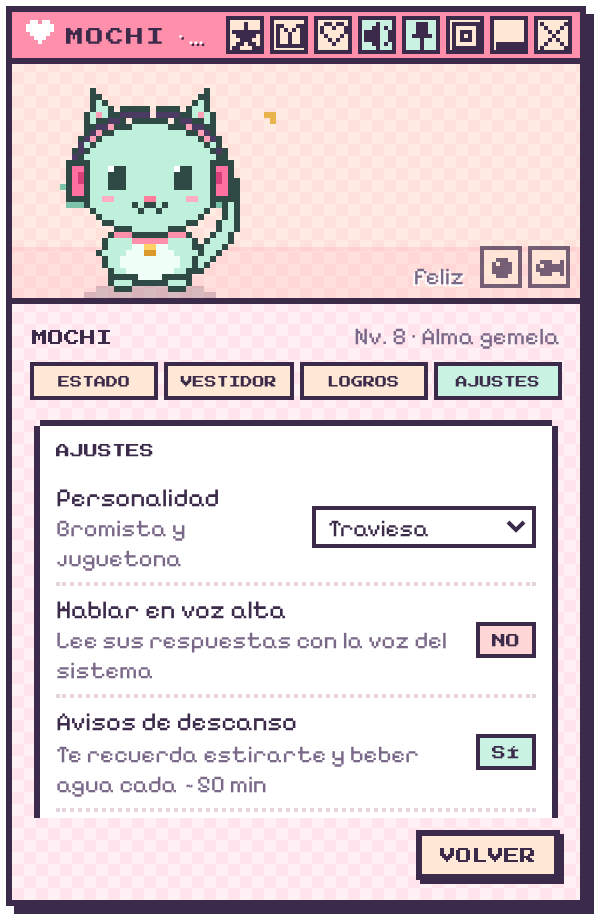 MOCHI ·…
Feliz
MOCHI
Nv. 8 · Alma gemela
ESTADO
VESTIDOR
LOGROS
AJUSTES
AJUSTES
Personalidad
Bromista y
juguetona
Traviesa
Hablar en voz alta
Lee sus respuestas con la voz del
sistema
NO
Avisos de descanso
Te recuerda estirarte y beber
agua cada ~90 min
SÍ
VOLVER